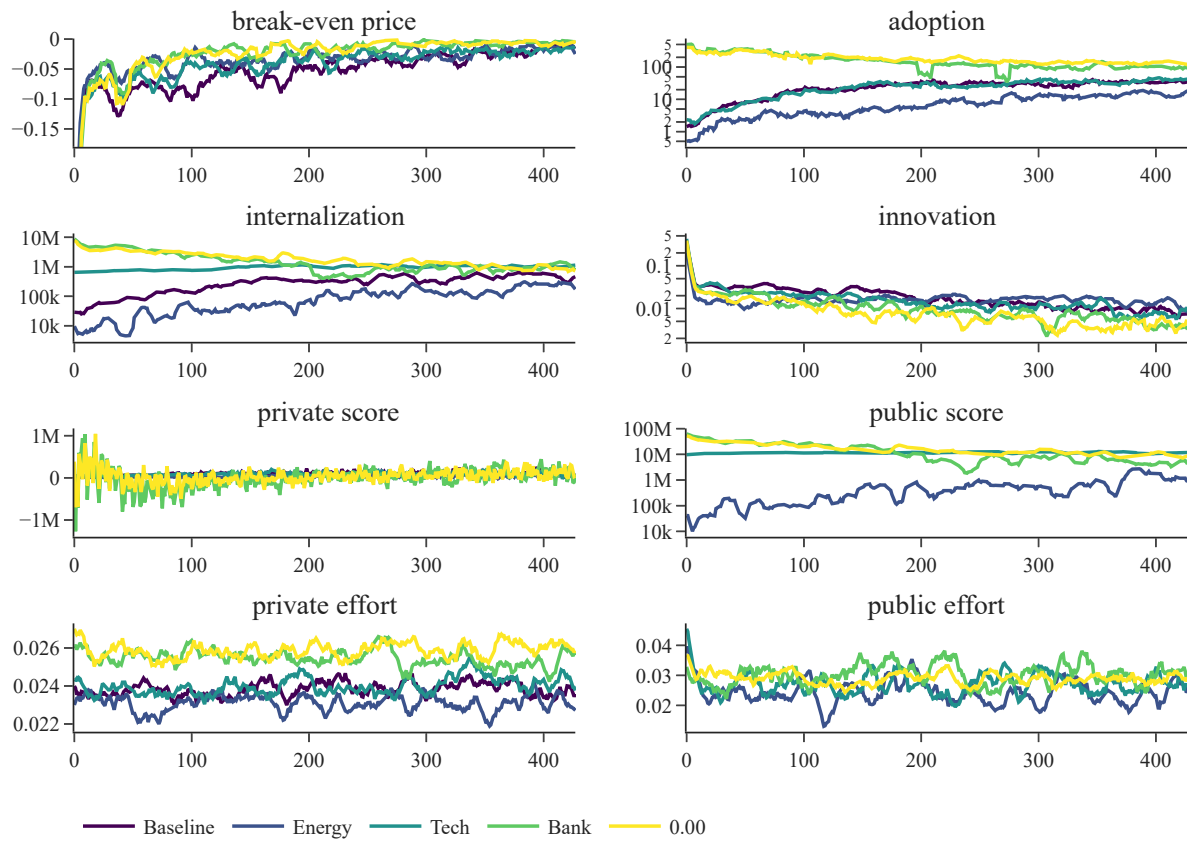 break-even price
adoption
0
−0.05
−0.1
−0.15
0 100 200 300 400
5
2
100
5
2
10
5
2
1
5
0 100 200 300 400
internalization
innovation
10M
1M
100k
10k
0 100 200 300 400
5
2
0.1
5
2
0.01
5
2
0 100 200 300 400
private score
public score
1M
0
−1M
0 100 200 300 400
100M
10M
1M
100k
10k
0 100 200 300 400
private effort
public effort
0.026
0.024
0.022
0 100 200 300 400
0.04
0.03
0.02
0 100 200 300 400
Baseline Energy Tech Bank 0.00